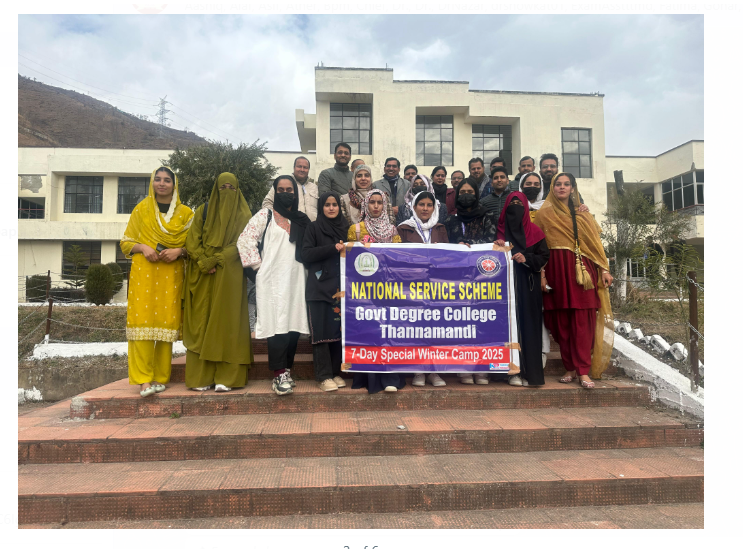 NATIONAL SERVICE SCHEME
Govt Degree College
Thannamandi
7-Day Special Winter Camp 2025